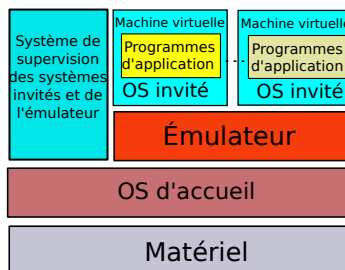 Système de
supervision
des systèmes
invités et de
l'émulateur
Machine virtuelle
Programmes
d'application
OS invité
Machine virtuelle
Programmes
d'application
OS invité
Émulateur
OS d'accueil
Matériel